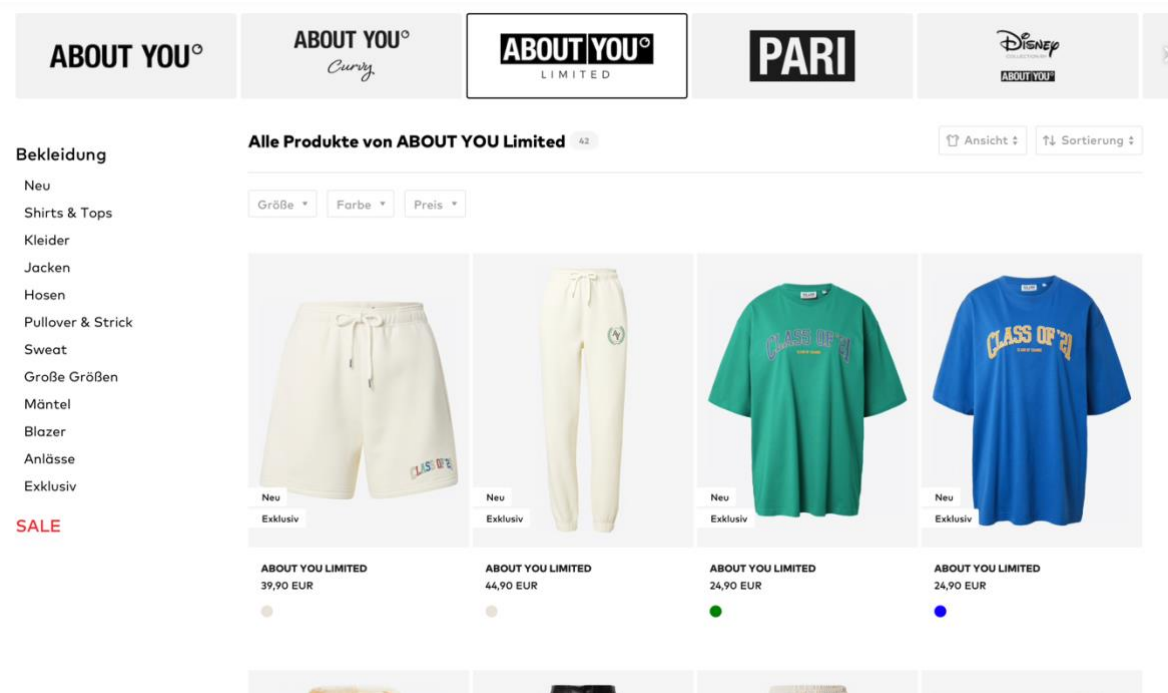 ABOUT YOU°
ABOUT YOU°
Curvy
ABOUT YOU°
LIMITED
PARI
Disney
ABOUT YOU°
Bekleidung
Neu
Shirts & Tops
Kleider
Jacken
Hosen
Pullover & Strick
Sweat
Große Größen
Mäntel
Blazer
Anlässe
Exklusiv
SALE
Alle Produkte von ABOUT YOU Limited 42
Ansicht
Sortierung
Größe
Farbe
Preis
CLASS OF '21
Neu
Exklusiv
ABOUT YOU LIMITED
39,90 EUR
AY
Neu
Exklusiv
ABOUT YOU LIMITED
44,90 EUR
CLASS OF '21
Neu
Exklusiv
ABOUT YOU LIMITED
24,90 EUR
CLASS OF '21
Neu
Exklusiv
ABOUT YOU LIMITED
24,90 EUR